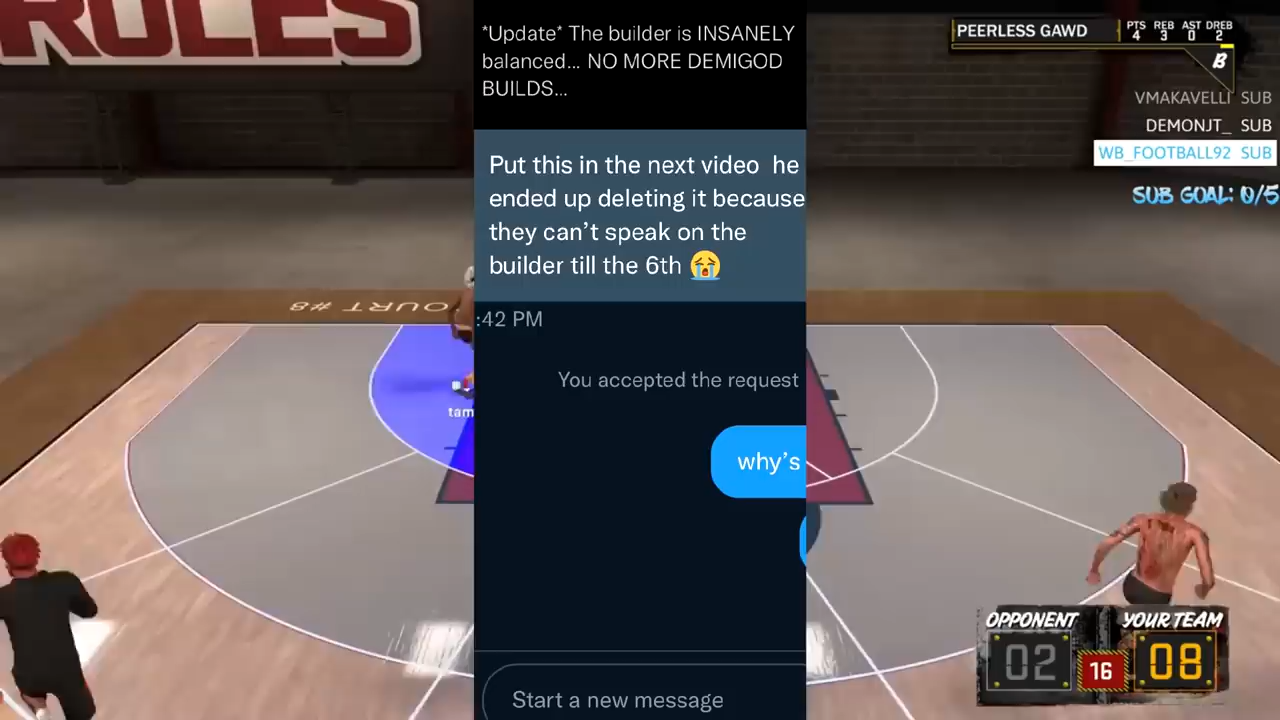 RULES
*Update* The builder is INSANELY
balanced... NO MORE DEMIGOD
BUILDS...
Put this in the next video he
ended up deleting it because
they can't speak on the
builder till the 6th 😭
:42 PM
You accepted the request
why's
Start a new message
COURT #8
tam
PEERLESS GAWD
PTS REB AST DREB
4 3 0 2
B
VMAKAVELLI SUB
DEMONJT_ SUB
WB_FOOTBALL92 SUB
SUB GOAL: 0/5
OPPONENT YOUR TEAM
02 16 08